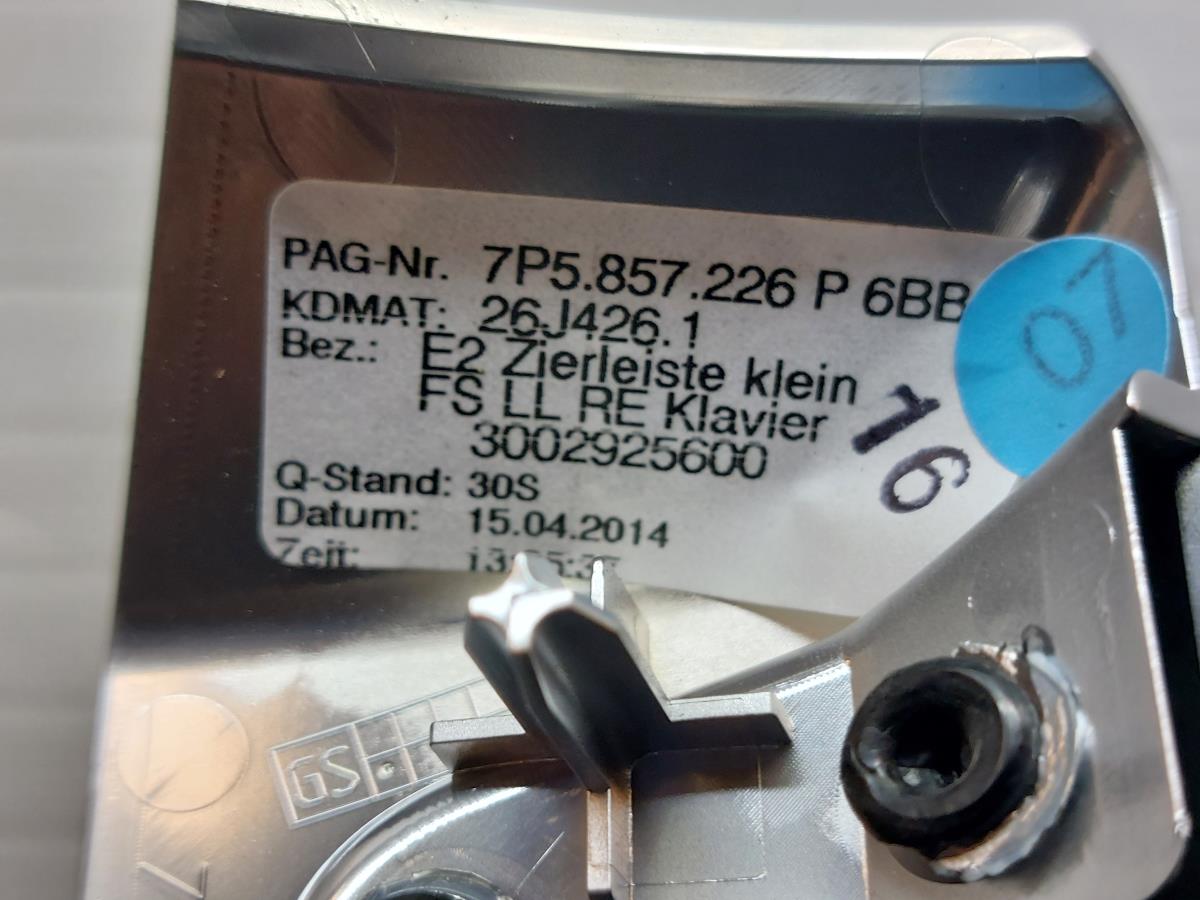 PAG-Nr. 7P5.857.226 P 6BB
KDMAT: 26J426.1
Bez.: E2 Zierleiste klein
FS LL RE Klavier
3002925600
Q-Stand: 30S
Datum: 15.04.2014
Zeit:
07
16
GS